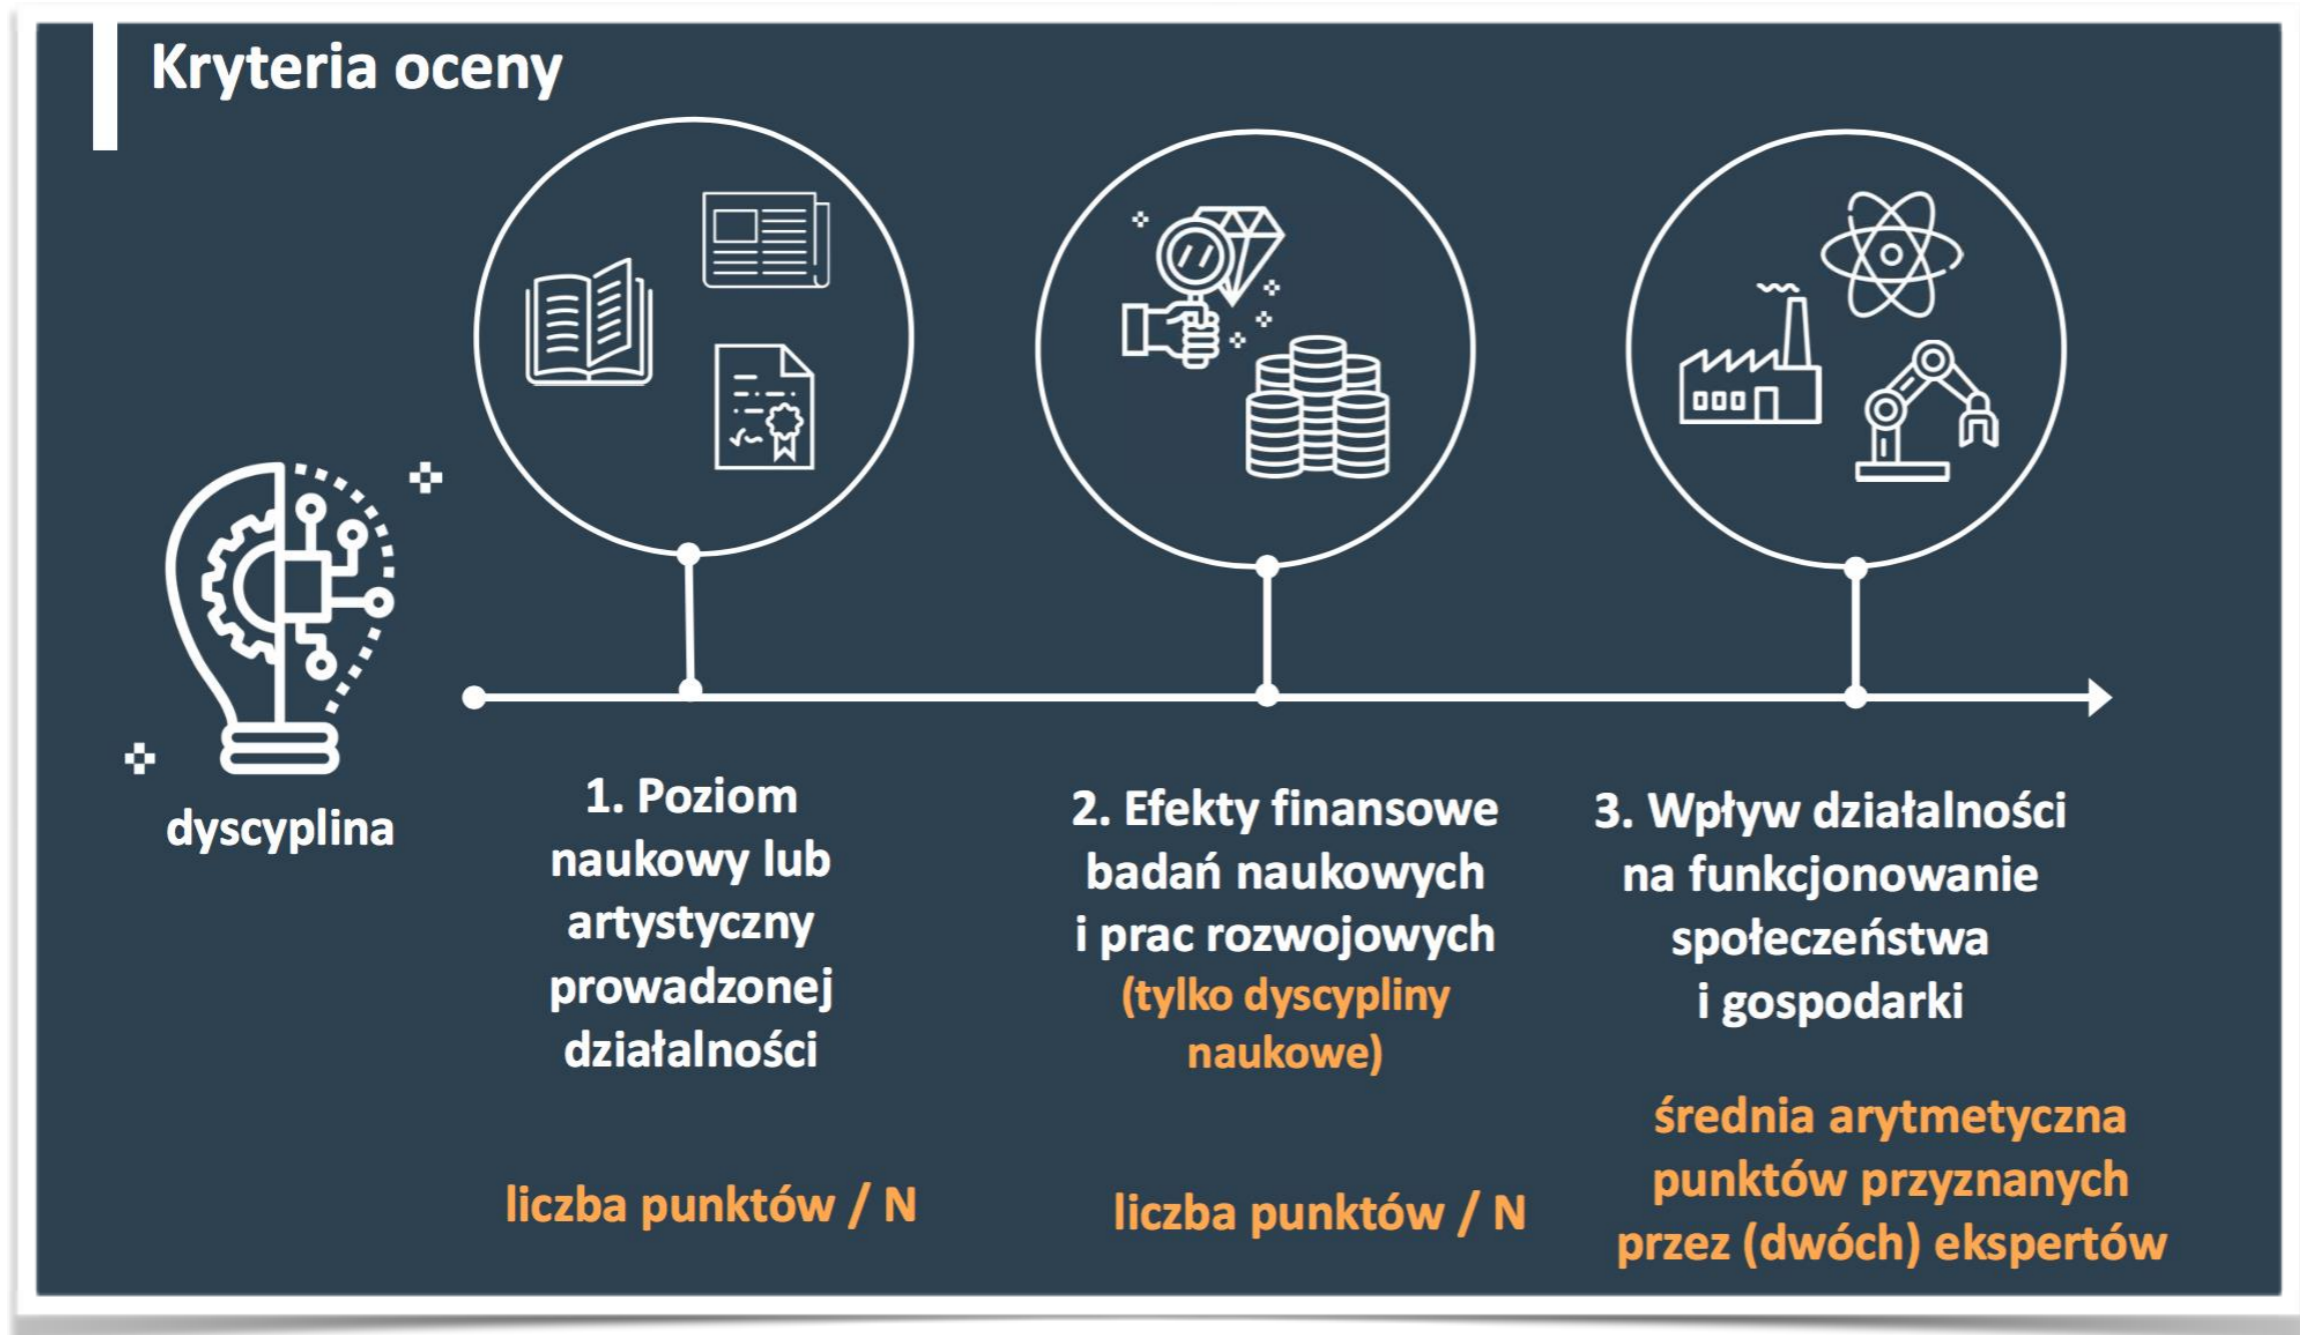 Kryteria oceny
dyscyplina
1. Poziom
naukowy lub
artystyczny
prowadzonej
działalności
liczba punktów / N
2. Efekty finansowe
badań naukowych
i prac rozwojowych
(tylko dyscypliny
naukowe)
liczba punktów / N
3. Wpływ działalności
na funkcjonowanie
społeczeństwa
i gospodarki
średnia arytmetyczna
punktów przyznanych
przez (dwóch) ekspertów